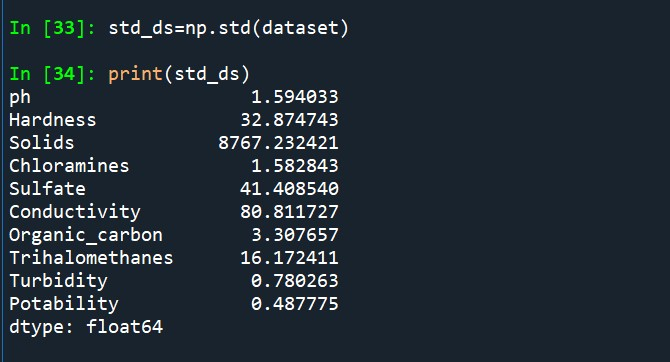 In [33]: std_ds=np.std(dataset)
In [34]: print(std_ds)
ph                 1.594033
Hardness          32.874743
Solids          8767.232421
Chloramines        1.582843
Sulfate           41.408540
Conductivity      80.811727
Organic_carbon     3.307657
Trihalomethanes   16.172411
Turbidity          0.780263
Potability         0.487775
dtype: float64